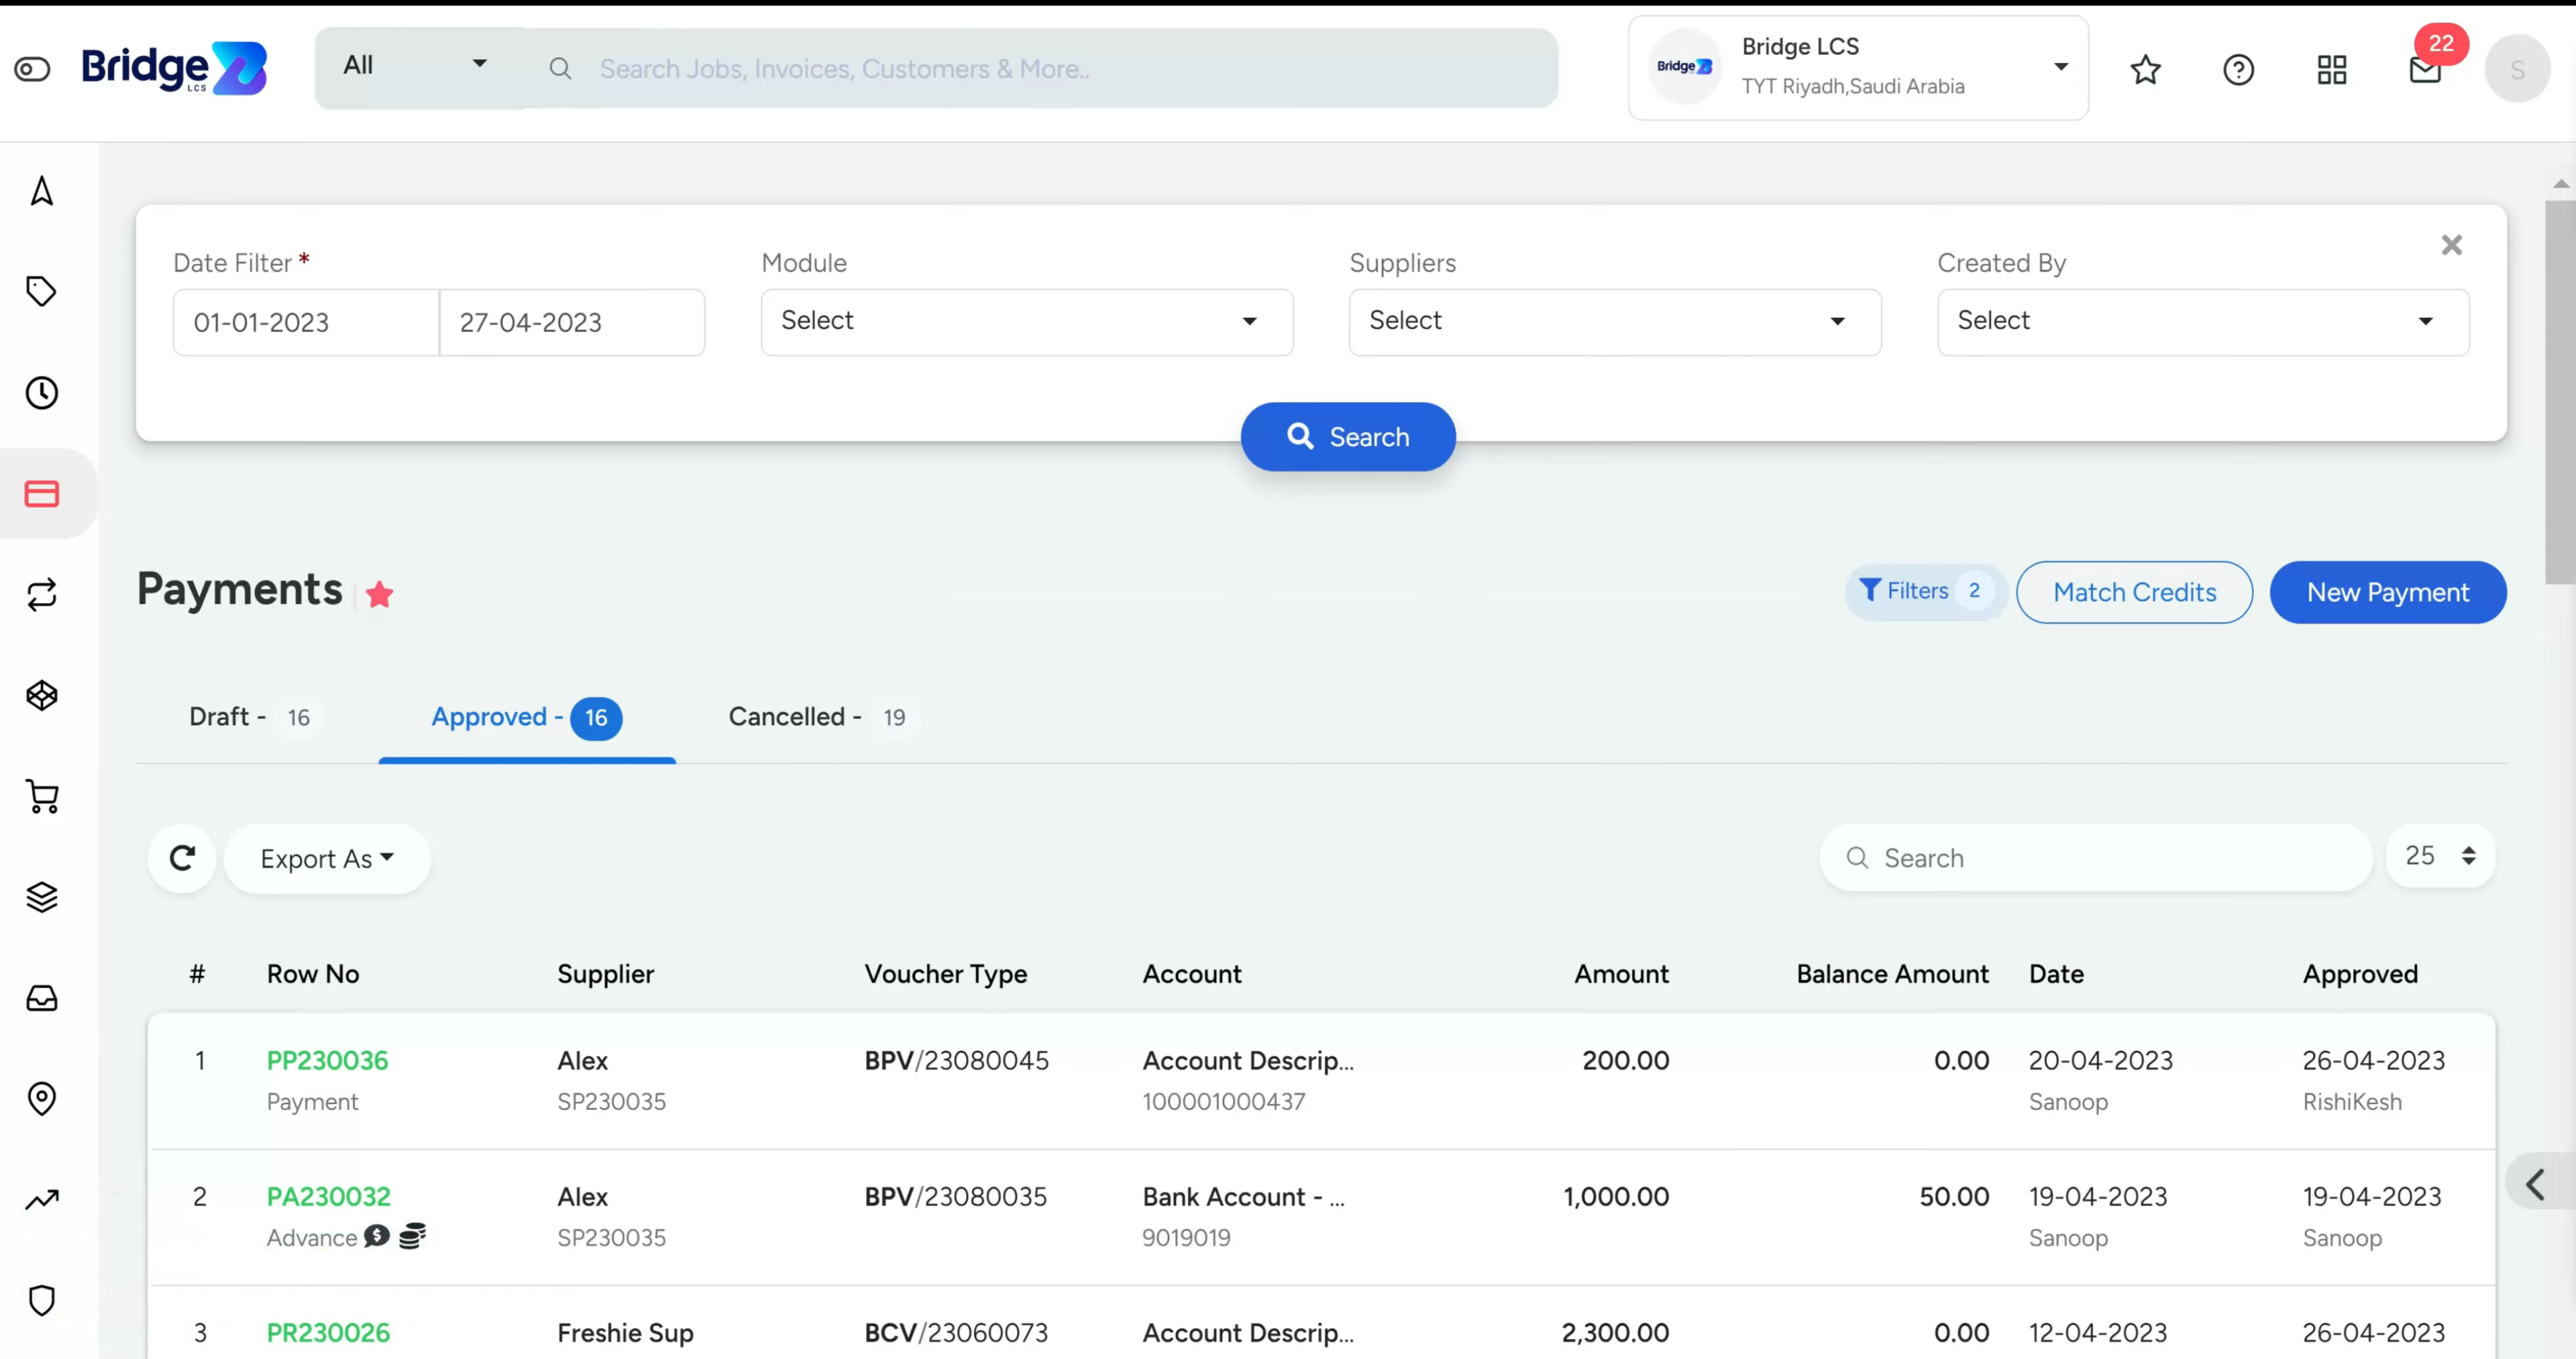 Bridge LCS
All
Search Jobs, Invoices, Customers & More..
Bridge
Bridge LCS
TYT Riyadh,Saudi Arabia
22
S
Date Filter *
Module
Suppliers
Created By
01-01-2023
27-04-2023
Select
Select
Select
Search
Payments
Filters 2
Match Credits
New Payment
Draft - 16
Approved - 16
Cancelled - 19
Export As
Search
25
# Row No Supplier Voucher Type Account Amount Balance Amount Date Approved
1 PP230036 Alex BPV/23080045 Account Descrip... 200.00 0.00 20-04-2023 26-04-2023
Payment SP230035 100001000437 Sanoop RishiKesh
2 PA230032 Alex BPV/23080035 Bank Account - ... 1,000.00 50.00 19-04-2023 19-04-2023
Advance SP230035 9019019 Sanoop Sanoop
3 PR230026 Freshie Sup BCV/23060073 Account Descrip... 2,300.00 0.00 12-04-2023 26-04-2023